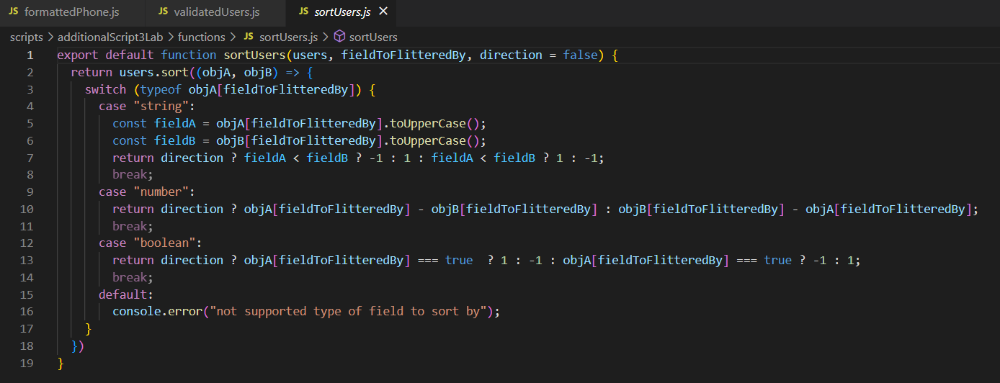 JS formattedPhone.js JS validatedUsers.js JS sortUsers.js
scripts > additionalScript3Lab > functions > JS sortUsers.js > sortUsers
1 export default function sortUsers(users, fieldToFlitteredBy, direction = false) {
2 return users.sort((objA, objB) => {
3 switch (typeof objA[fieldToFlitteredBy]) {
4 case "string":
5 const fieldA = objA[fieldToFlitteredBy].toUpperCase();
6 const fieldB = objB[fieldToFlitteredBy].toUpperCase();
7 return direction ? fieldA < fieldB ? -1 : 1 : fieldA < fieldB ? 1 : -1;
8 break;
9 case "number":
10 return direction ? objA[fieldToFlitteredBy] - objB[fieldToFlitteredBy] : objB[fieldToFlitteredBy] - objA[fieldToFlitteredBy];
11 break;
12 case "boolean":
13 return direction ? objA[fieldToFlitteredBy] === true  ? 1 : -1 : objA[fieldToFlitteredBy] === true ? -1 : 1;
14 break;
15 default:
16 console.error("not supported type of field to sort by");
17 }
18 })
19 }